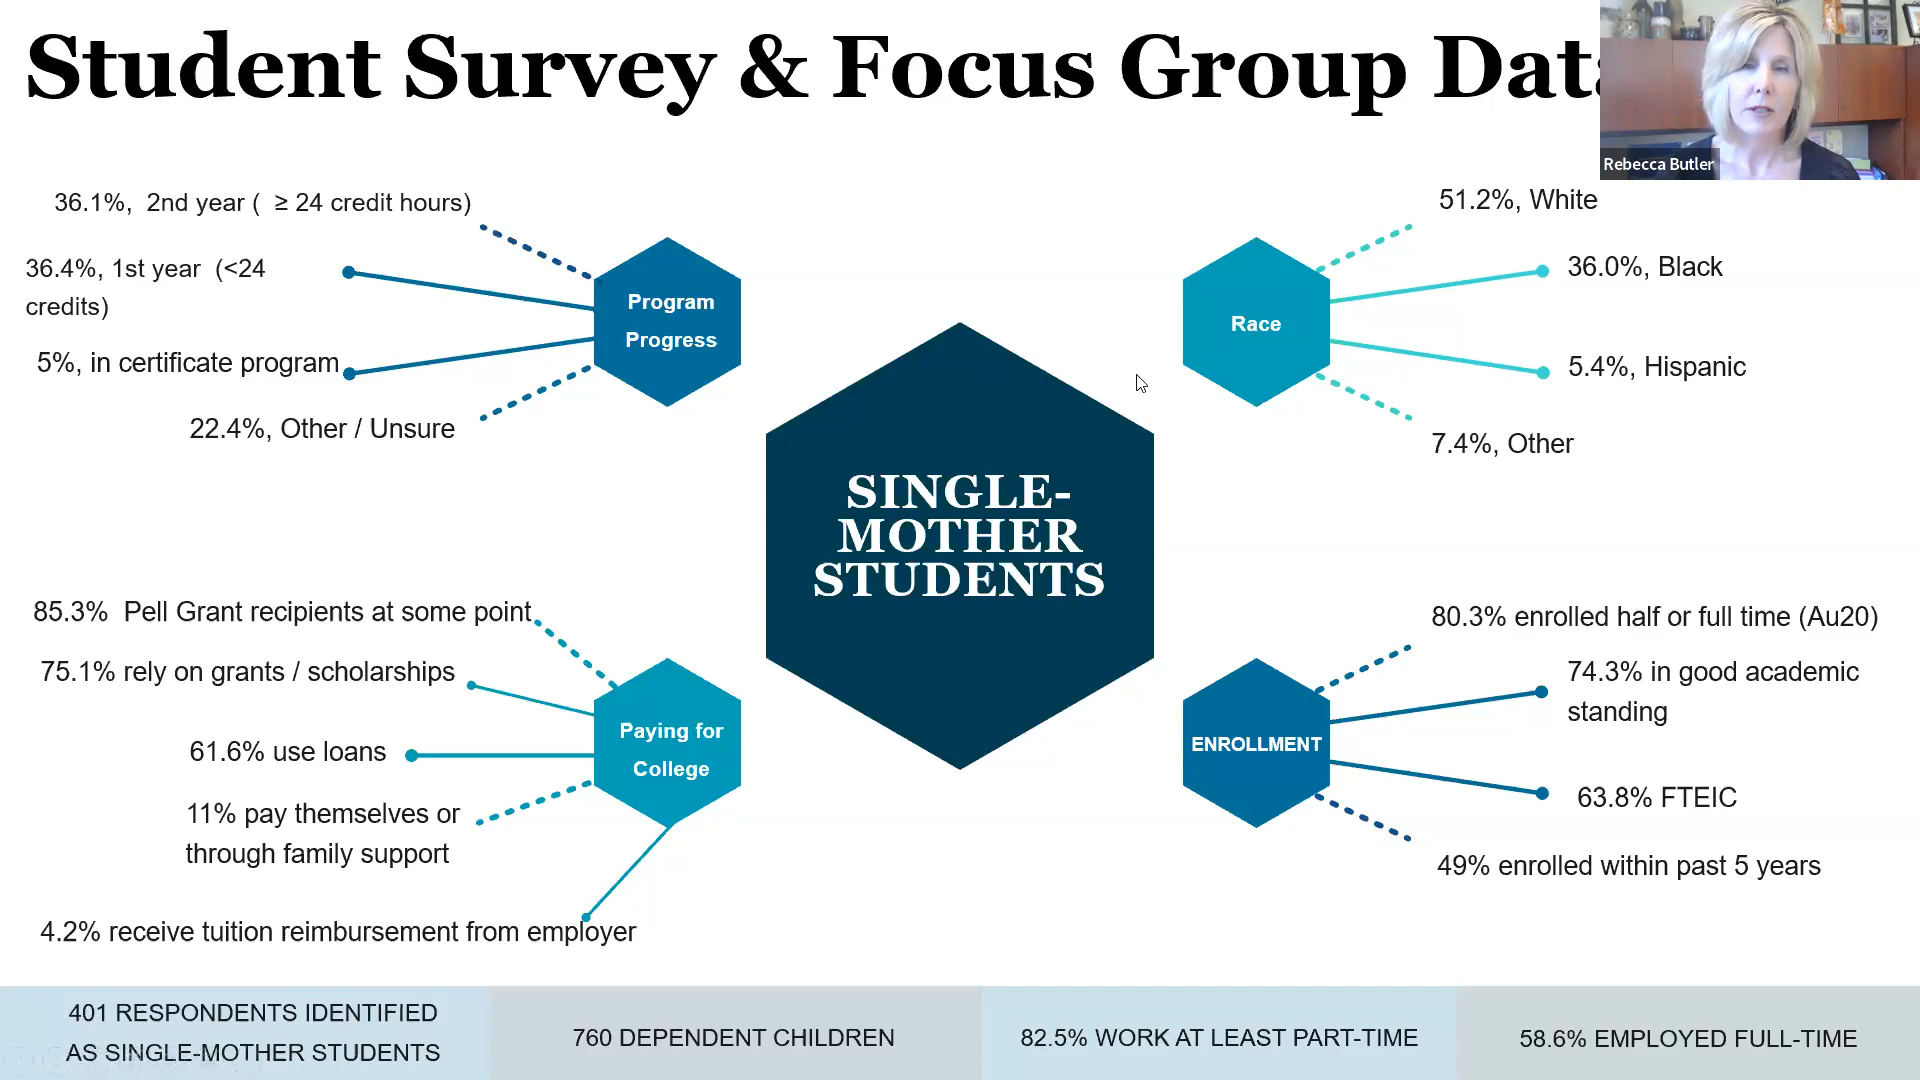 Student Survey & Focus Group Dat
Rebecca Butler
36.1%, 2nd year ( ≥ 24 credit hours)
36.4%, 1st year (<24
credits)
5%, in certificate program
22.4%, Other / Unsure
Program
Progress
51.2%, White
36.0%, Black
5.4%, Hispanic
7.4%, Other
Race
SINGLE-
MOTHER
STUDENTS
85.3% Pell Grant recipients at some point
75.1% rely on grants / scholarships
61.6% use loans
11% pay themselves or
through family support
4.2% receive tuition reimbursement from employer
Paying for
College
80.3% enrolled half or full time (Au20)
74.3% in good academic
standing
63.8% FTEIC
49% enrolled within past 5 years
ENROLLMENT
401 RESPONDENTS IDENTIFIED
AS SINGLE-MOTHER STUDENTS
760 DEPENDENT CHILDREN
82.5% WORK AT LEAST PART-TIME
58.6% EMPLOYED FULL-TIME